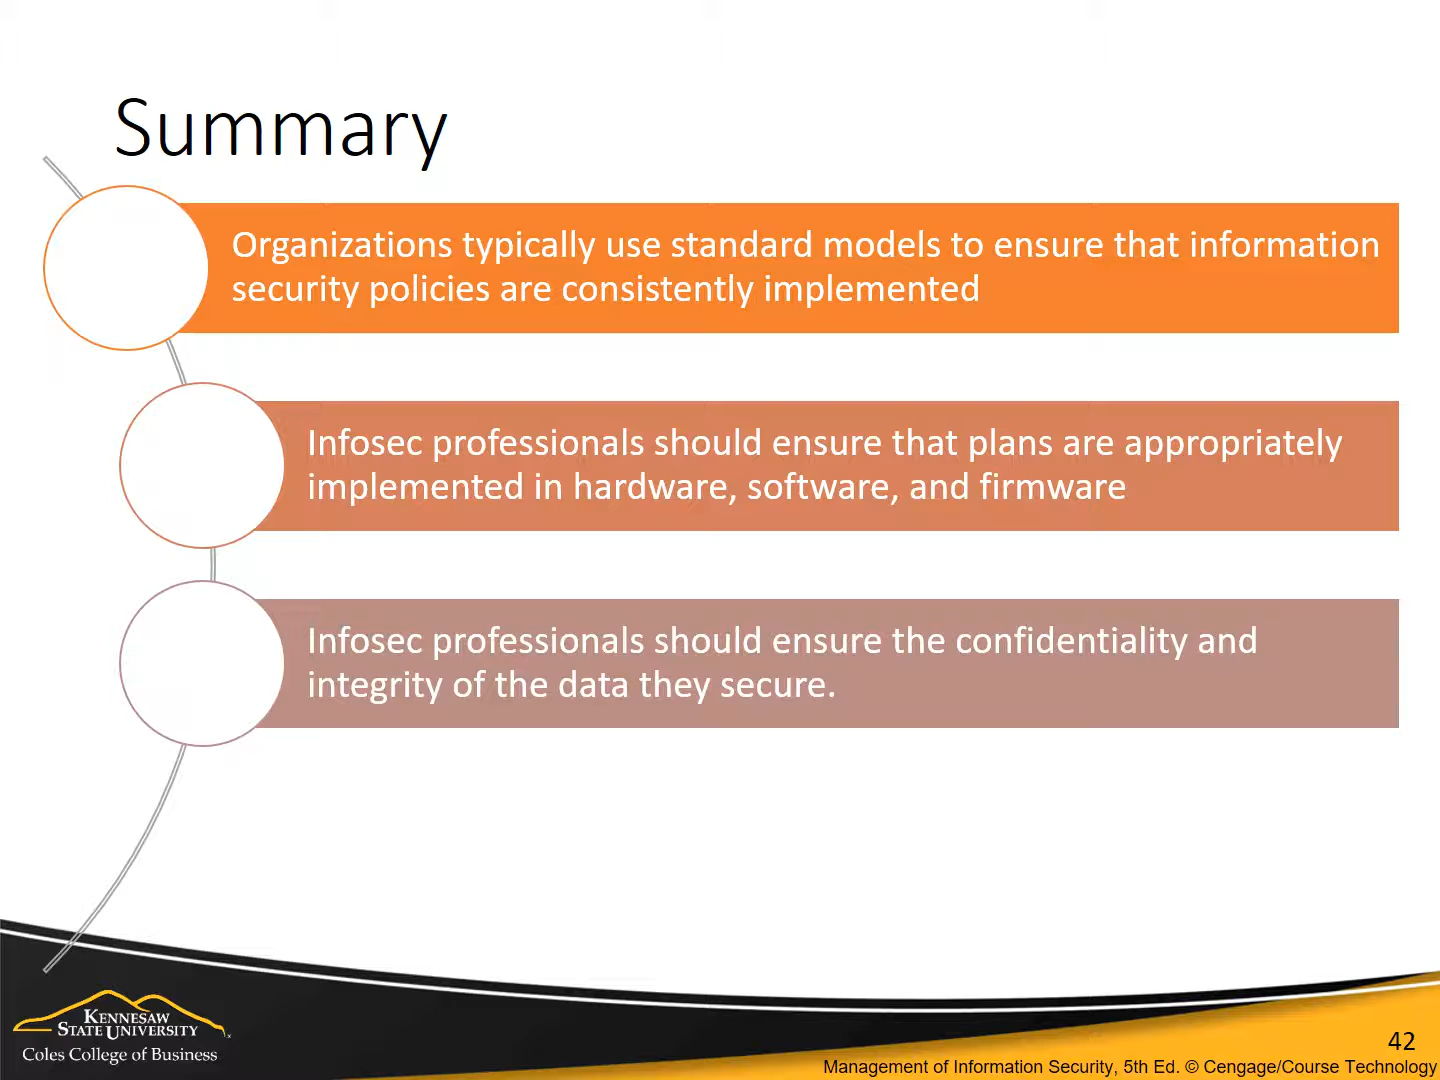 Summary
Organizations typically use standard models to ensure that information
security policies are consistently implemented
Infosec professionals should ensure that plans are appropriately
implemented in hardware, software, and firmware
Infosec professionals should ensure the confidentiality and
integrity of the data they secure.
KENNESAW
STATE UNIVERSITY
Coles College of Business
42
Management of Information Security, 5th Ed. © Cengage/Course Technology